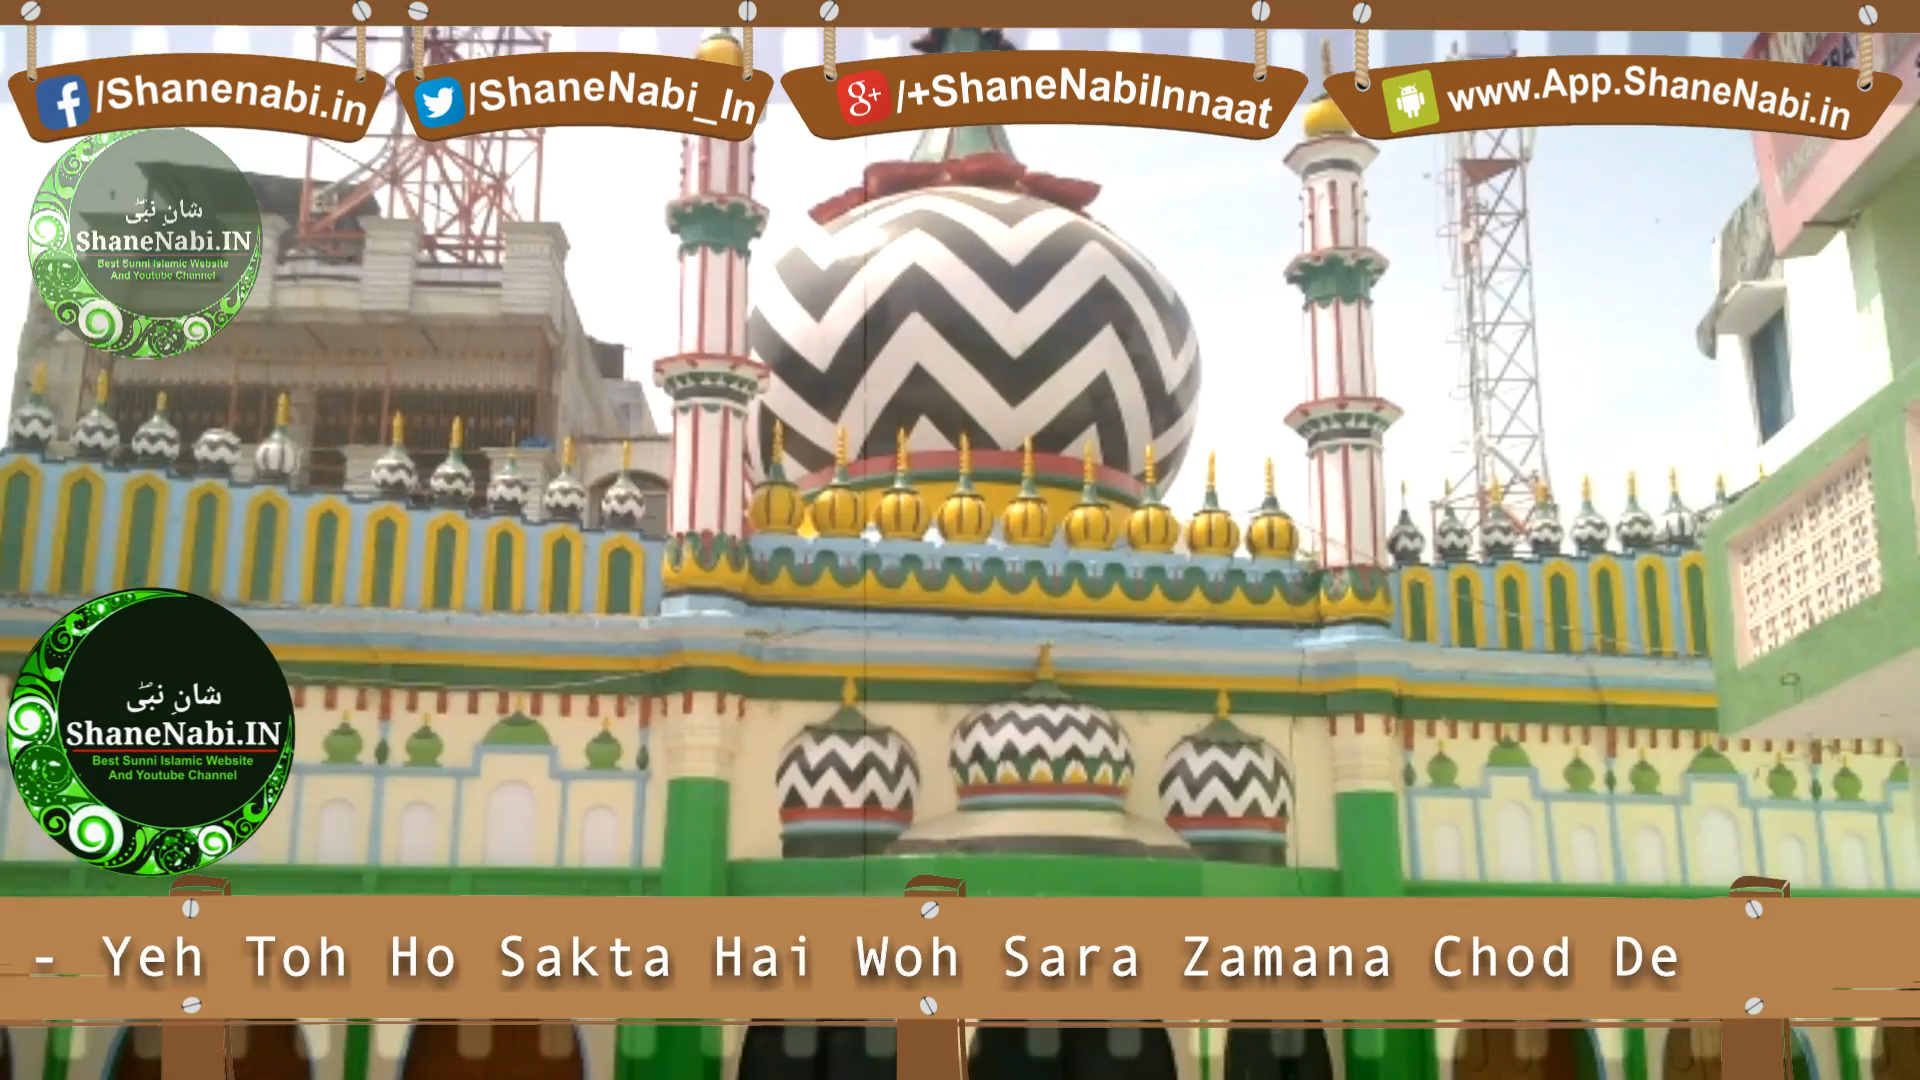 /Shanenabi.in
/ShaneNabi_In
/+ShaneNabiInnaat
www.App.ShaneNabi.in
شانِ نبیؐ
ShaneNabi.IN
Best Sunni Islamic Website
And Youtube Channel
شانِ نبیؐ
ShaneNabi.IN
Best Sunni Islamic Website
And Youtube Channel
- Yeh Toh Ho Sakta Hai Woh Sara Zamana Chod De